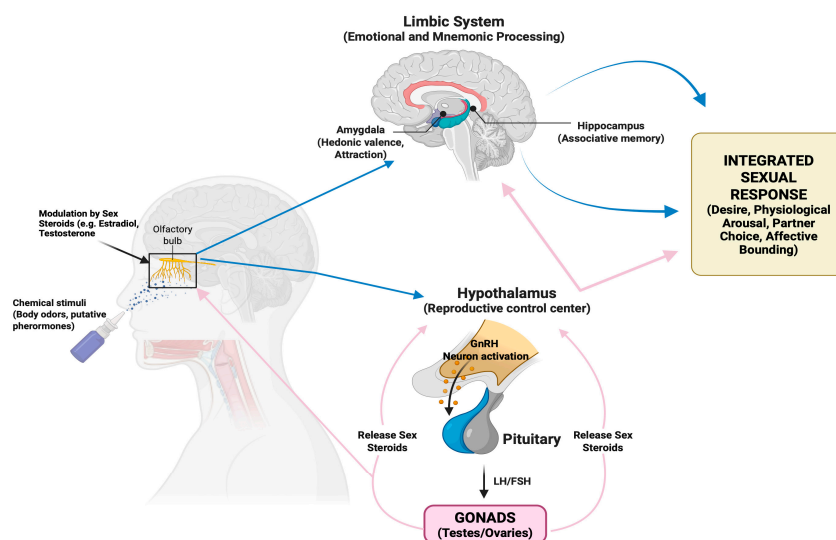 Limbic System
(Emotional and Mnemonic Processing)
Amygdala
(Hedonic valence,
Attraction)
Hippocampus
(Associative memory)
INTEGRATED
SEXUAL
RESPONSE
(Desire, Physiological
Arousal, Partner
Choice, Affective
Bounding)
Modulation by Sex
Steroids (e.g. Estradiol,
Testosterone
Olfactory
bulb
Chemical stimuli
(Body odors, putative
pherormones)
Hypothalamus
(Reproductive control center)
GnRH
Neuron activation
Pituitary
Release Sex
Steroids
Release Sex
Steroids
LH/FSH
GONADS
(Testes/Ovaries)